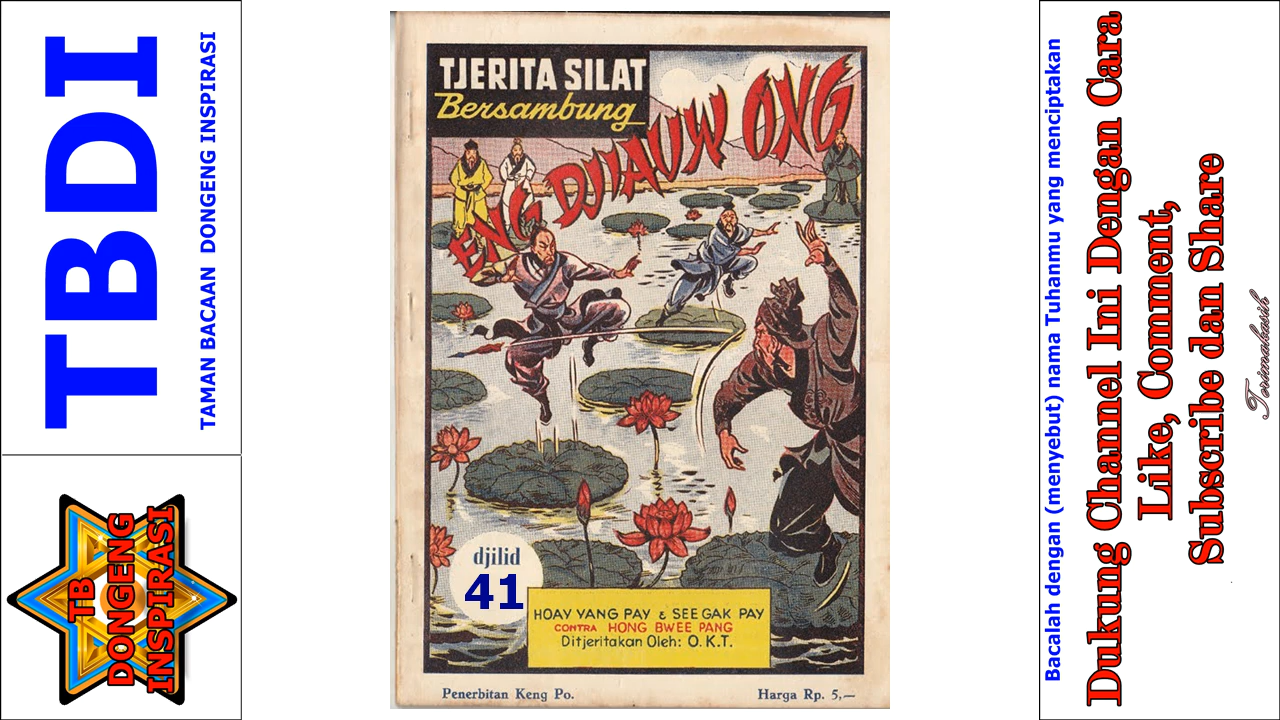 TBDI
TAMAN BACAAN DONGENG INSPIRASI
TB
DONGENG
INSPIRASI
TJERITA SILAT
Bersambung
ENG DJIAUW ONG
djilid
41
HOAY YANG PAY & SEE GAK PAY
CONTRA HONG BWEE PANG
Ditjeritakan Oleh: O.K.T.
Penerbitan Keng Po.
Harga Rp. 5,—
Bacalah dengan (menyebut) nama Tuhanmu yang menciptakan
Dukung Channel Ini Dengan Cara
Like, Comment,
Subscribe dan Share
Terimakasih